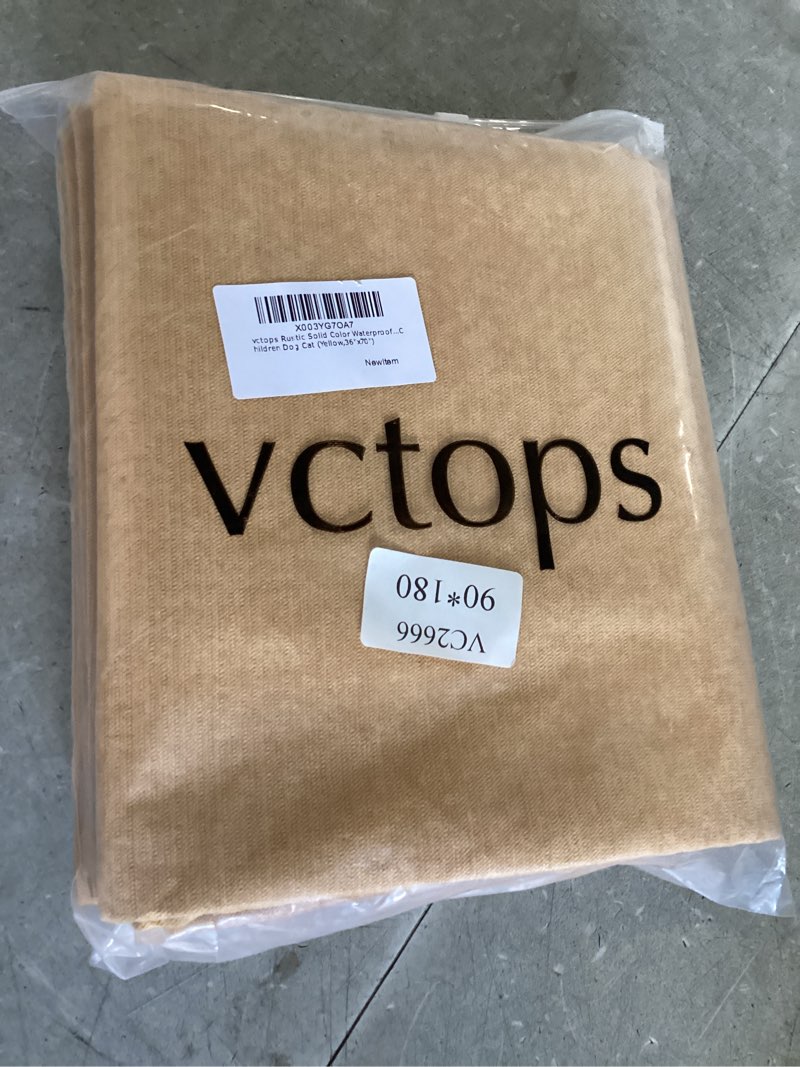 X003YG7OA7
vctops Rustic Solid Color Waterproof...C
hildren Dog Cat (Yellow,36"x70")
NewItem
vctops
VC2666
90*180